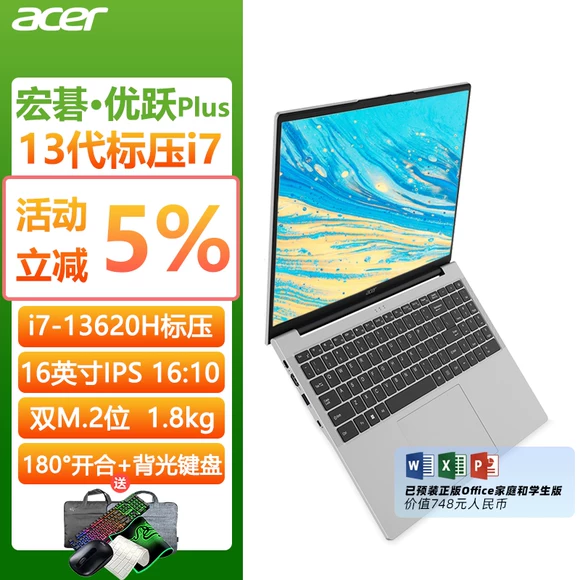 acer
宏碁·优跃Plus
13代标压i7
活动
立减
5%
i7-13620H标压
16英寸IPS 16:10
双M.2位 1.8kg
180°开合+背光键盘
送
acer
W X P
已预装正版Office家庭和学生版
价值748元人民币